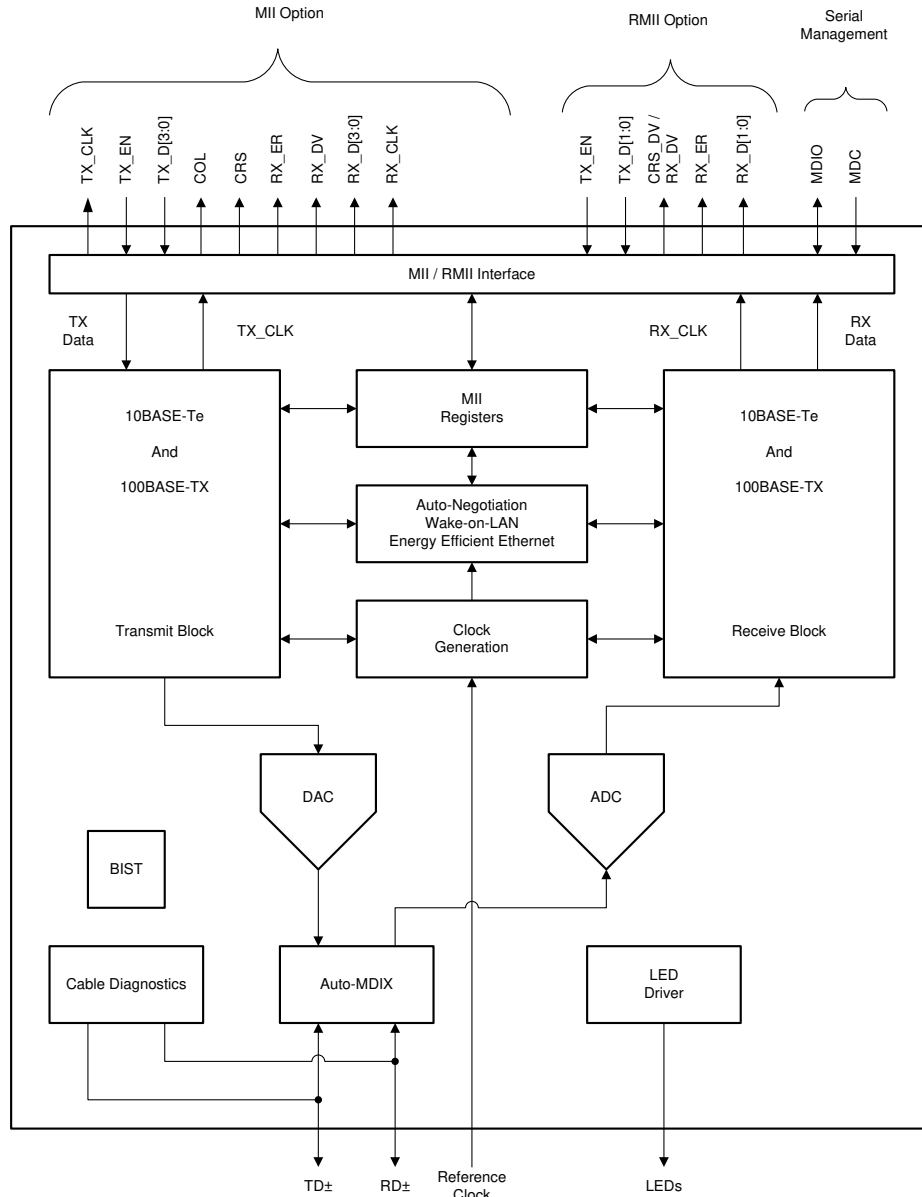 MII Option
RMII Option
Serial
Management
TX_CLK
TX_EN
TX_D[3:0]
COL
CRS
RX_ER
RX_DV
RX_D[3:0]
RX_CLK
TX_EN
TX_D[1:0]
CRS_DV /
RX_DV
RX_ER
RX_D[1:0]
MDIO
MDC
MII / RMII Interface
TX
Data
TX_CLK
RX_CLK
RX
Data
10BASE-Te
And
100BASE-TX
Transmit Block
MII
Registers
Auto-Negotiation
Wake-on-LAN
Energy Efficient Ethernet
Clock
Generation
10BASE-Te
And
100BASE-TX
Receive Block
DAC
ADC
BIST
Cable Diagnostics
Auto-MDIX
LED
Driver
TD±
RD±
Reference
Clock
LEDs